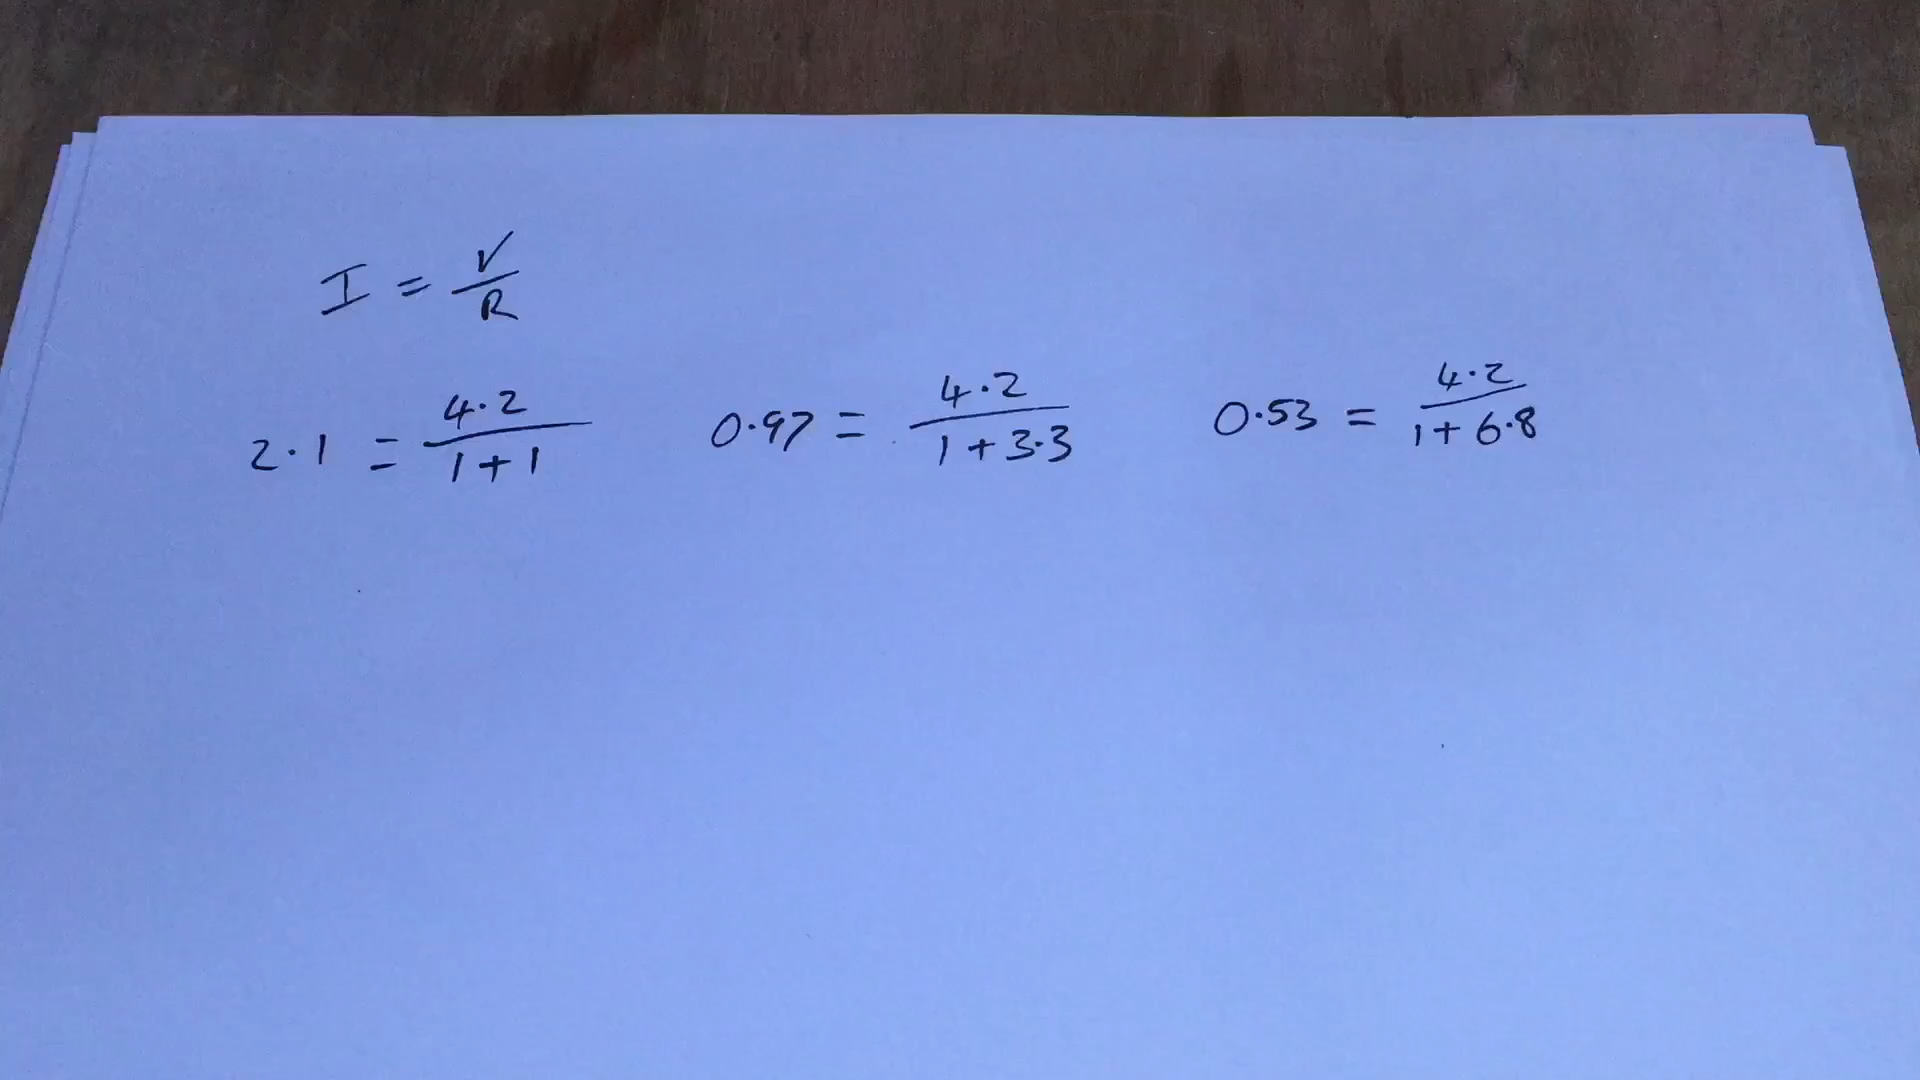 I = V/R
2·1 = 4·2/1+1  0·97 = 4·2/1+3·3  0·53 = 4·2/1+6·8